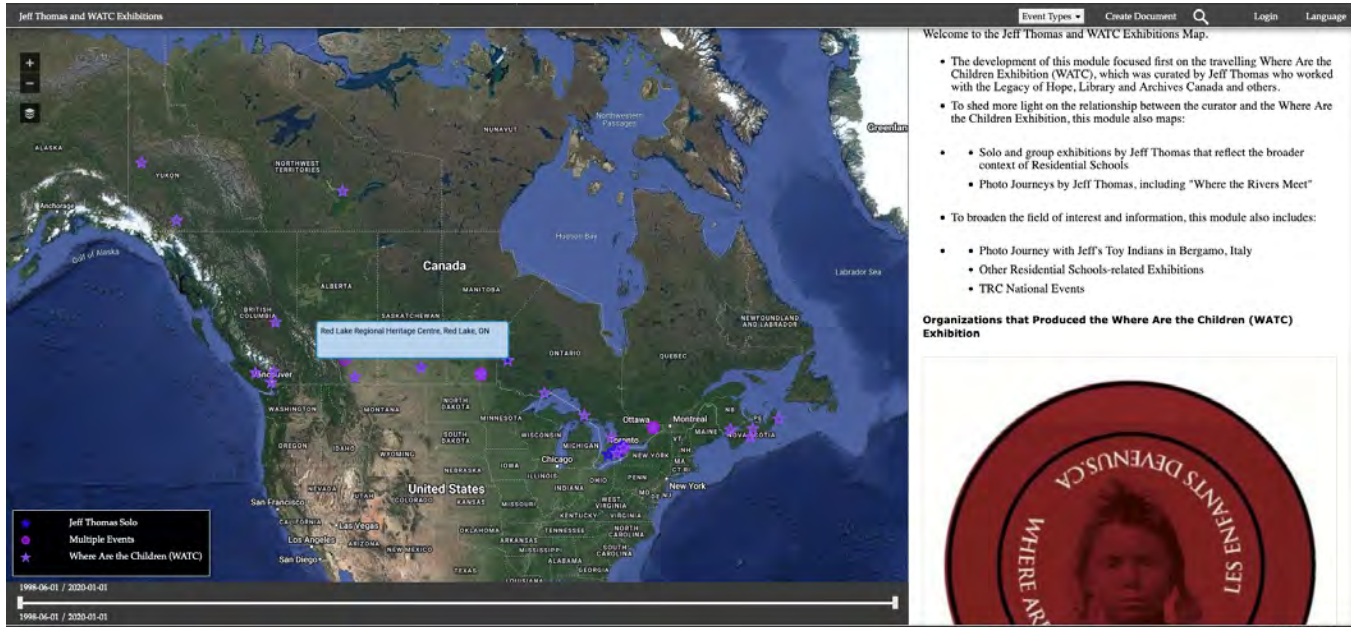 Jeff Thomas and WATC Exhibitions
Event Types
Create Document
Login
Language
+
−
ALASKA
YUKON
Anchorage
Gulf of Alaska
NORTHWEST
TERRITORIES
NUNAVUT
Northwestern
Passages
Greenlan
Hudson Bay
Labrador Sea
Canada
ALBERTA
MANITOBA
BRITISH
COLUMBIA
SASKATCHEWAN
Red Lake Regional Heritage Centre, Red Lake, ON
ONTARIO
QUEBEC
NEWFOUNDLAND
AND LABRADOR
Vancouver
WASHINGTON
MONTANA
NORTH
DAKOTA
MINNESOTA
Ottawa
Montreal
NB
PE
NOVA SCOTIA
MAINE
OREGON
IDAHO
WYOMING
SOUTH
DAKOTA
WISCONSIN
MICHIGAN
Toronto
VT
NH
NEW YORK
MA
CT RI
Chicago
IOWA
NEBRASKA
ILLINOIS
INDIANA
OHIO
PENN
New York
NEVADA
UTAH
COLORADO
United States
KANSAS
MISSOURI
WEST
VIRGINIA
MD
DE
NJ
KENTUCKY
VIRGINIA
San Francisco
CALIFORNIA
Las Vegas
Los Angeles
ARIZONA
NEW MEXICO
San Diego
OKLAHOMA
ARKANSAS
TENNESSEE
NORTH
CAROLINA
MISSISSIPPI
SOUTH
CAROLINA
ALABAMA
GEORGIA
TEXAS
LOUISIANA
Jeff Thomas Solo
Multiple Events
Where Are the Children (WATC)
1998-06-01 / 2020-01-01
1998-06-01 / 2020-01-01
Welcome to the Jeff Thomas and WATC Exhibitions Map.
• The development of this module focused first on the travelling Where Are the
Children Exhibition (WATC), which was curated by Jeff Thomas who worked
with the Legacy of Hope, Library and Archives Canada and others.
• To shed more light on the relationship between the curator and the Where Are
the Children Exhibition, this module also maps:
• • Solo and group exhibitions by Jeff Thomas that reflect the broader
context of Residential Schools
• Photo Journeys by Jeff Thomas, including "Where the Rivers Meet"
• To broaden the field of interest and information, this module also includes:
• • Photo Journey with Jeff's Toy Indians in Bergamo, Italy
• Other Residential Schools-related Exhibitions
• TRC National Events
Organizations that Produced the Where Are the Children (WATC)
Exhibition
WHERE AR
LES ENFANTS DEVENUS.CA